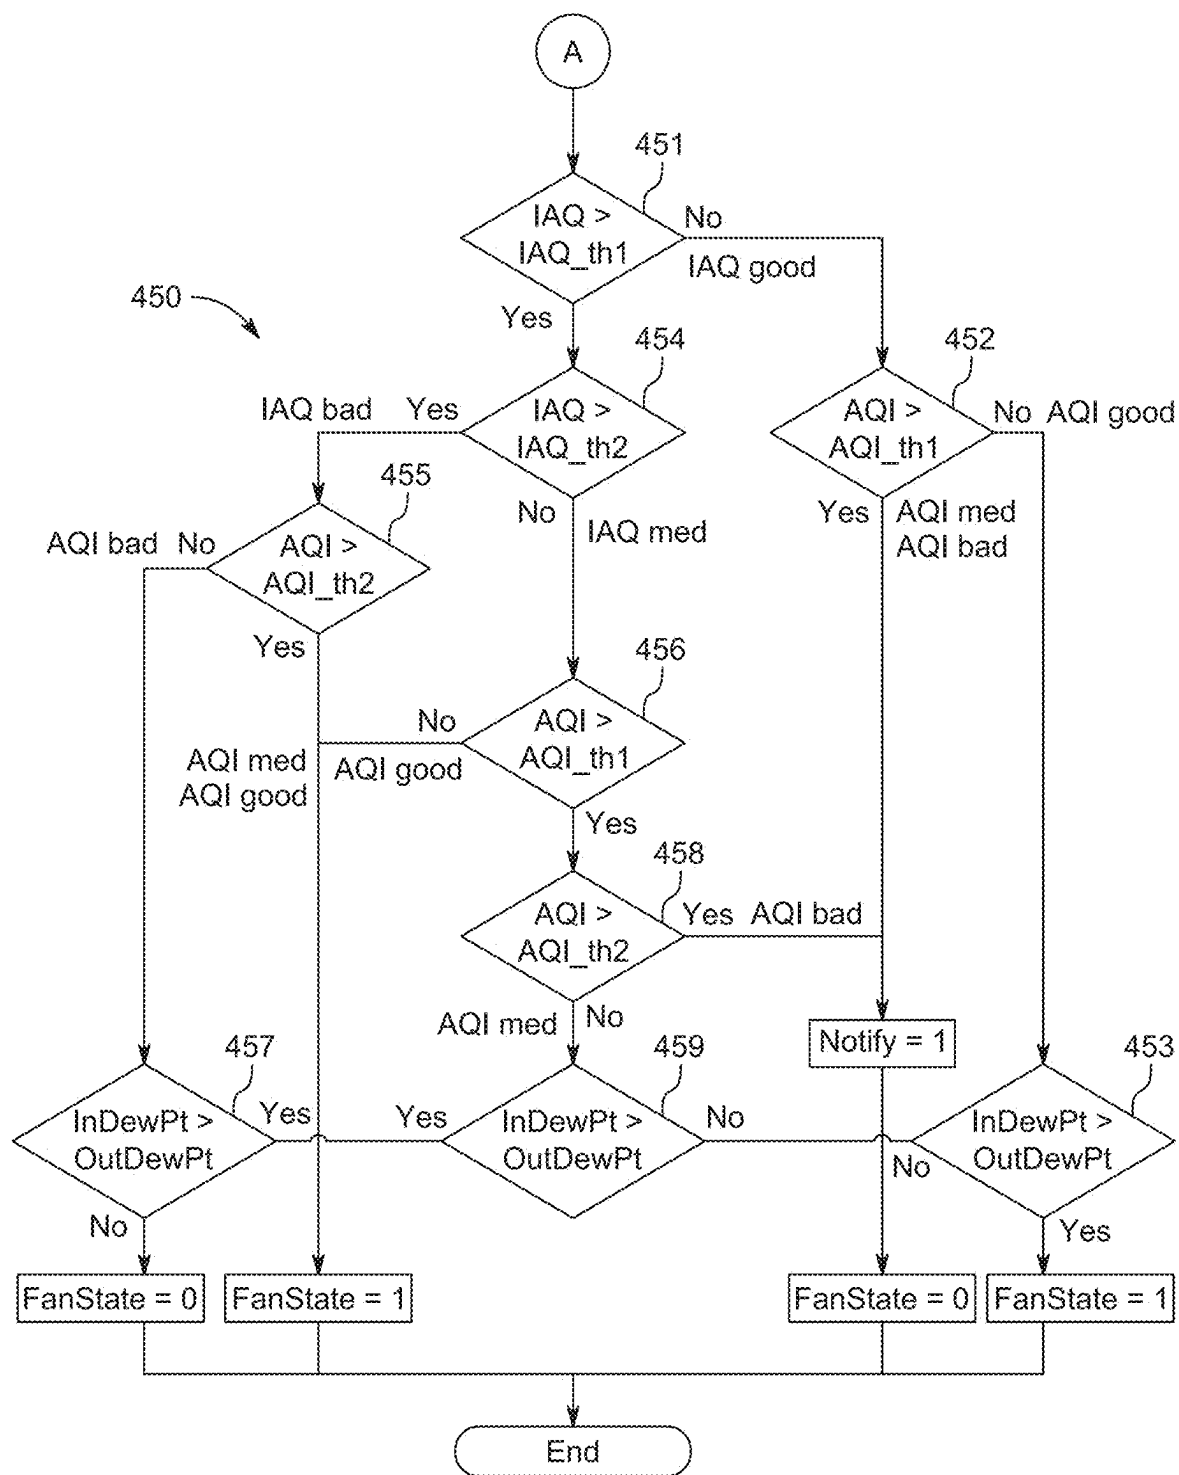 A
451
IAQ >
IAQ_th1
No
IAQ good
Yes
450
454
452
IAQ bad
Yes
IAQ >
IAQ_th2
AQI >
AQI_th1
No AQI good
455
No
IAQ med
Yes
AQI med
AQI bad
AQI bad No
AQI >
AQI_th2
Yes
456
No
AQI >
AQI_th1
AQI med
AQI good
AQI good
Yes
458
AQI >
AQI_th2
Yes AQI bad
AQI med
No
Notify = 1
457
459
453
InDewPt >
OutDewPt
Yes
Yes
InDewPt >
OutDewPt
No
No
InDewPt >
OutDewPt
No
Yes
FanState = 0
FanState = 1
FanState = 0
FanState = 1
End